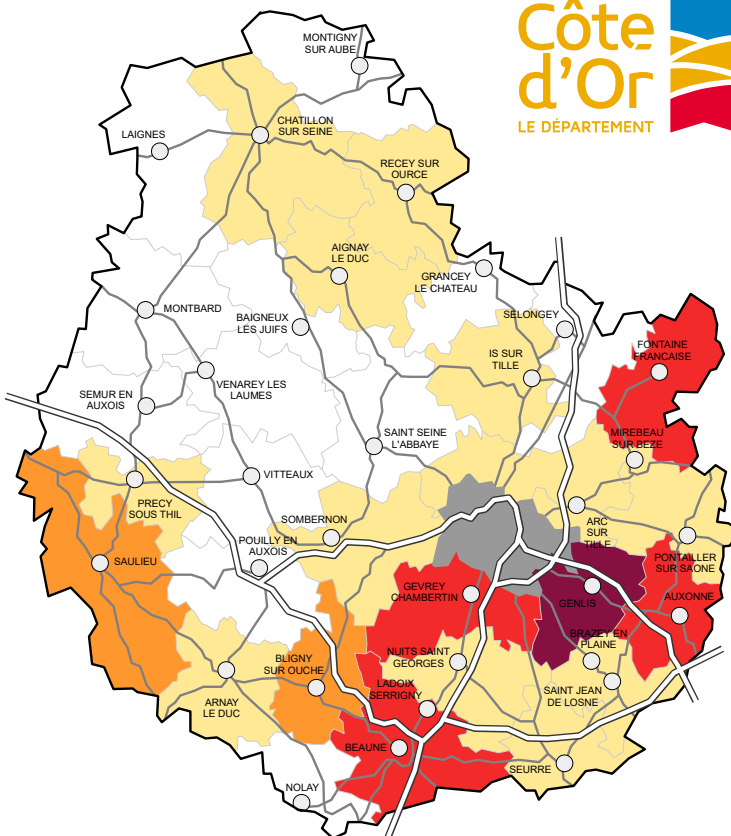 Côte
d'Or
LE DÉPARTEMENT
MONTIGNY
SUR AUBE
CHATILLON
SUR SEINE
LAIGNES
RECEY SUR
OURCE
AIGNAY
LE DUC
GRANCEY
LE CHATEAU
MONTBARD
BAIGNEUX
LES JUIFS
SELONGEY
IS SUR
TILLE
FONTAINE
FRANCAISE
VENAREY LES
LAUMES
SEMUR EN
AUXOIS
SAINT SEINE
L'ABBAYE
MIREBEAU
SUR BEZE
VITTEAUX
PRECY
SOUS THIL
SOMBERNON
ARC
SUR
TILLE
POUILLY EN
AUXOIS
SAULIEU
PONTAILLER
SUR SAONE
GEVREY
CHAMBERTIN
GENLIS
AUXONNE
BRAZEY EN
PLAINE
NUITS SAINT
GEORGES
BLIGNY
SUR OUCHE
LADOIX
SERRIGNY
SAINT JEAN
DE LOSNE
ARNAY
LE DUC
BEAUNE
SEURRE
NOLAY